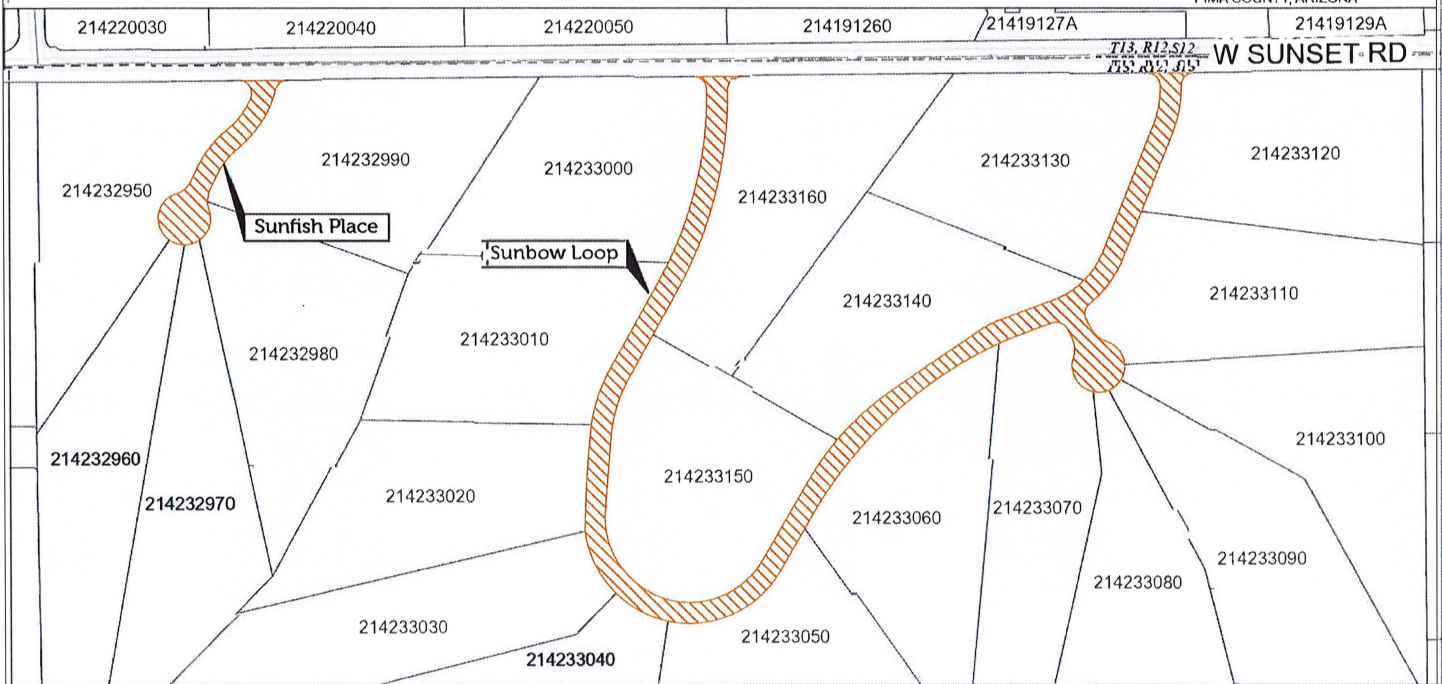 PIMA COUNTY, ARIZONA
214220030 214220040 214220050 214191260 21419127A 21419129A
T13, R12, S12
W SUNSET RD
214232950 214232990 214233000 214233160 214233130 214233120
Sunfish Place
Sunbow Loop
214232980 214233010 214233140 214233110
214232960 214232970 214233020 214233150 214233060 214233070 214233100
214233030 214233040 214233050 214233080 214233090